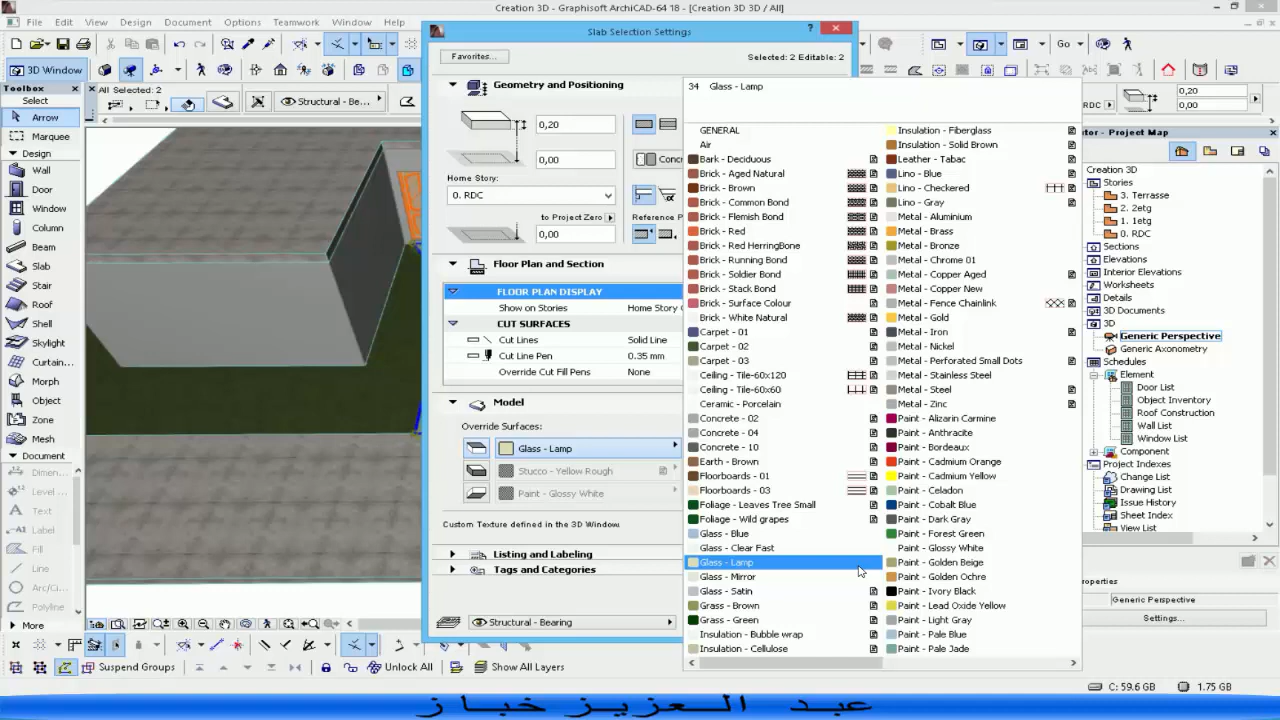 Creation 3D - Graphisoft ArchiCAD-64 18 - [Creation 3D 3D / All]
File Edit View Design Document Options Teamwork Window Help
Go
3D Window
Toolbox
Select
Arrow
Marquee
Design
Wall
Door
Window
Column
Beam
Slab
Stair
Roof
Shell
Skylight
Curtain...
Morph
Object
Zone
Mesh
Document
Dimen...
Level ...
Text
Label
Fill
Arc/Ci...
Polyline
More
All Selected: 2
Structural - Be...
Slab Selection Settings
Favorites...
Selected: 2 Editable: 2
Geometry and Positioning
0,20
0,00
Concr
Home Story:
0. RDC
to Project Zero
Reference P
0,00
Floor Plan and Section
FLOOR PLAN DISPLAY
Show on Stories Home Story O
CUT SURFACES
Cut Lines Solid Line
Cut Line Pen 0.35 mm
Override Cut Fill Pens None
Model
Override Surfaces:
Glass - Lamp
Stucco - Yellow Rough
Paint - Glossy White
Custom Texture defined in the 3D Window
Listing and Labeling
Tags and Categories
Structural - Bearing
34 Glass - Lamp
GENERAL
Air
Bark - Deciduous
Brick - Aged Natural
Brick - Brown
Brick - Common Bond
Brick - Flemish Bond
Brick - Red
Brick - Red HerringBone
Brick - Running Bond
Brick - Soldier Bond
Brick - Stack Bond
Brick - Surface Colour
Brick - White Natural
Carpet - 01
Carpet - 02
Carpet - 03
Ceiling - Tile-60x120
Ceiling - Tile-60x60
Ceramic - Porcelain
Concrete - 02
Concrete - 04
Concrete - 10
Earth - Brown
Floorboards - 01
Floorboards - 03
Foliage - Leaves Tree Small
Foliage - Wild grapes
Glass - Blue
Glass - Clear Fast
Glass - Lamp
Glass - Mirror
Glass - Satin
Grass - Brown
Grass - Green
Insulation - Bubble wrap
Insulation - Cellulose
Insulation - Fiberglass
Insulation - Solid Brown
Leather - Tabac
Lino - Blue
Lino - Checkered
Lino - Gray
Metal - Aluminium
Metal - Brass
Metal - Bronze
Metal - Chrome 01
Metal - Copper Aged
Metal - Copper New
Metal - Fence Chainlink
Metal - Gold
Metal - Iron
Metal - Nickel
Metal - Perforated Small Dots
Metal - Stainless Steel
Metal - Steel
Metal - Zinc
Paint - Alizarin Carmine
Paint - Anthracite
Paint - Bordeaux
Paint - Cadmium Orange
Paint - Cadmium Yellow
Paint - Celadon
Paint - Cobalt Blue
Paint - Dark Gray
Paint - Forest Green
Paint - Glossy White
Paint - Golden Beige
Paint - Golden Ochre
Paint - Ivory Black
Paint - Lead Oxide Yellow
Paint - Light Gray
Paint - Pale Blue
Paint - Pale Jade
0,20
0,00
tor - Project Map
Creation 3D
Stories
3. Terrasse
2. 2etg
1. 1etg
0. RDC
Sections
Elevations
Interior Elevations
Worksheets
Details
3D Documents
3D
Generic Perspective
Generic Axonometry
Schedules
Element
Door List
Object Inventory
Roof Construction
Wall List
Window List
Component
Project Indexes
Change List
Drawing List
Issue History
Sheet Index
View List
roperties
Generic Perspective
Settings...
Suspend Groups
Unlock All
Show All Layers
C: 59.6 GB
1.75 GB
عبد العزيز خباز